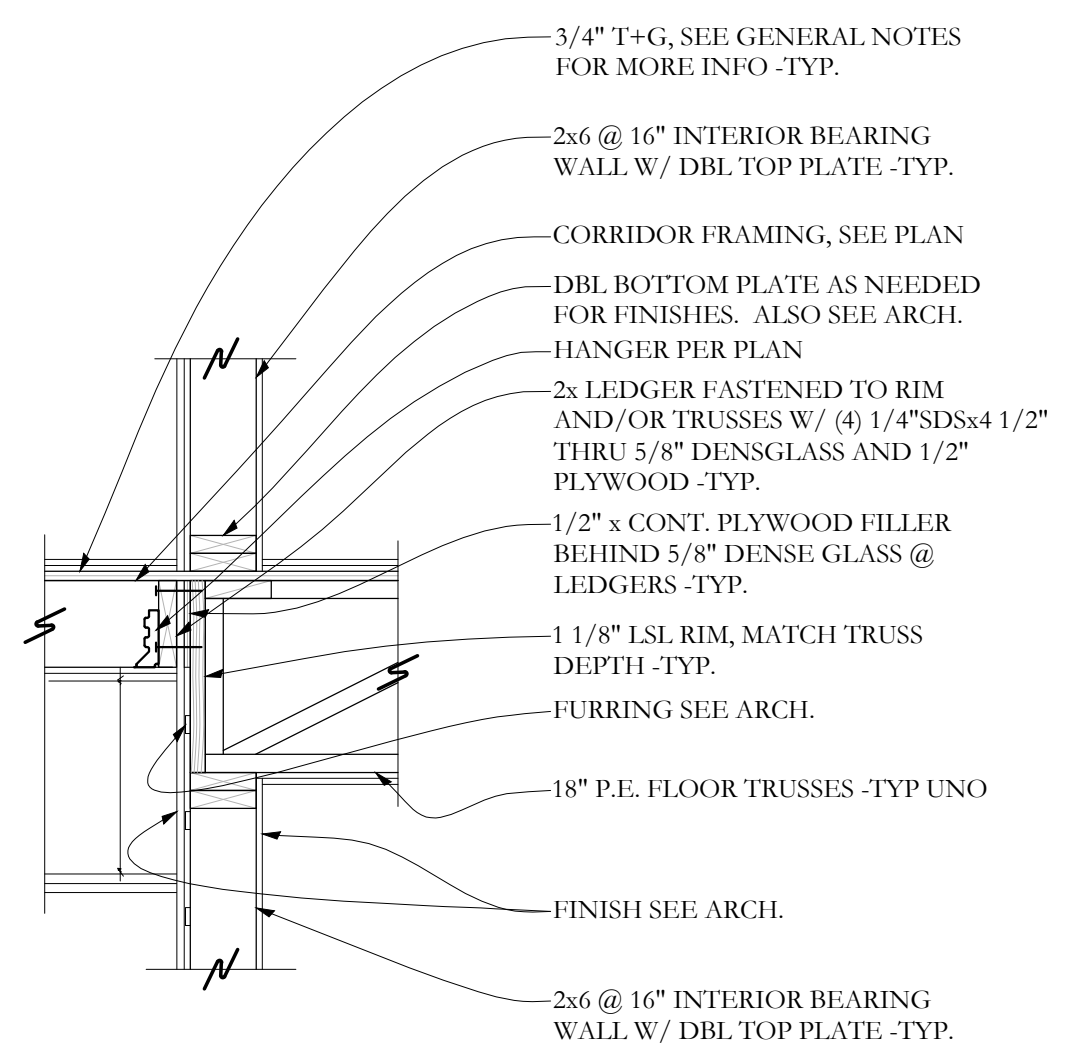 3/4" T+G, SEE GENERAL NOTES
FOR MORE INFO -TYP.
2x6 @ 16" INTERIOR BEARING
WALL W/ DBL TOP PLATE -TYP.
CORRIDOR FRAMING, SEE PLAN
DBL BOTTOM PLATE AS NEEDED
FOR FINISHES.  ALSO SEE ARCH.
HANGER PER PLAN
2x LEDGER FASTENED TO RIM
AND/OR TRUSSES W/ (4) 1/4"SDSx4 1/2"
THRU 5/8" DENSGLASS AND 1/2"
PLYWOOD -TYP.
1/2" x CONT. PLYWOOD FILLER
BEHIND 5/8" DENSE GLASS @
LEDGERS -TYP.
1 1/8" LSL RIM, MATCH TRUSS
DEPTH -TYP.
FURRING SEE ARCH.
18" P.E. FLOOR TRUSSES -TYP UNO
FINISH SEE ARCH.
2x6 @ 16" INTERIOR BEARING
WALL W/ DBL TOP PLATE -TYP.